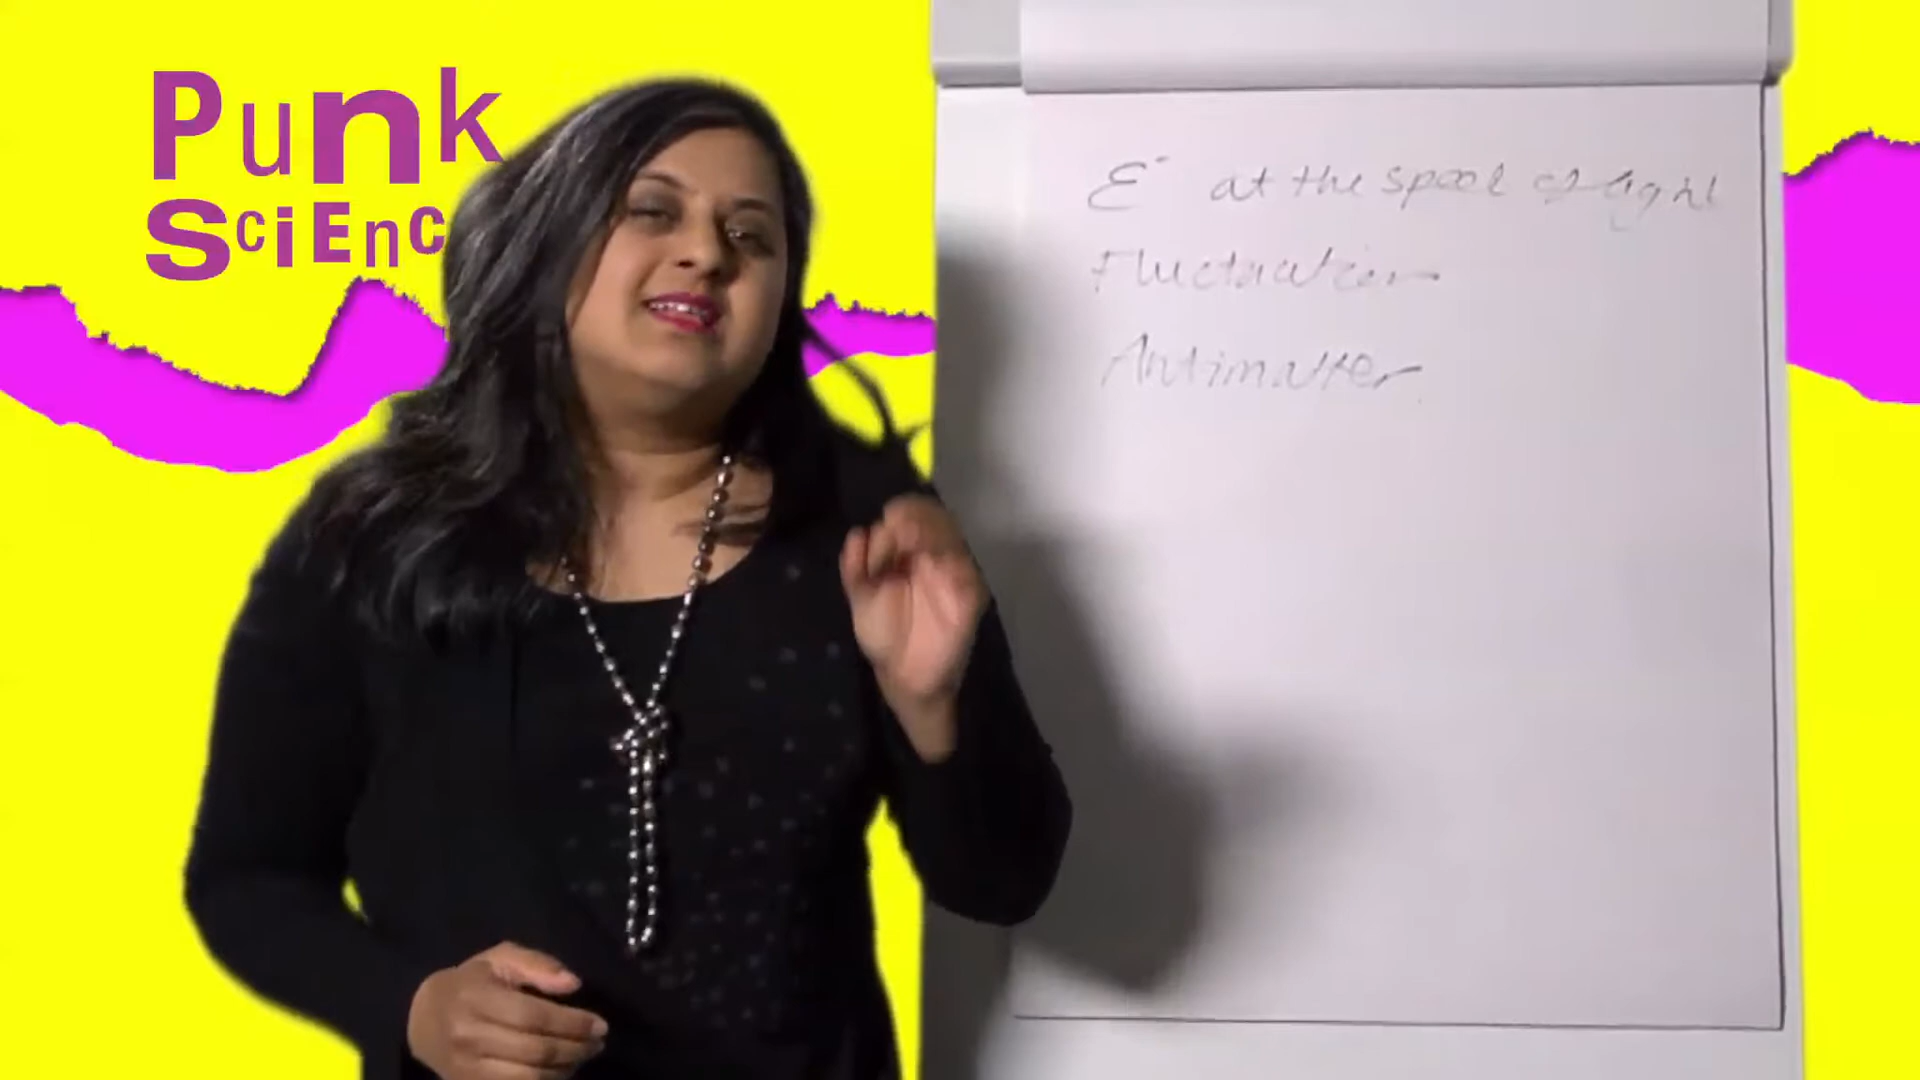 Punk
SciEnc
E⁻ at the speed of light
Fluctuation
Antimatter